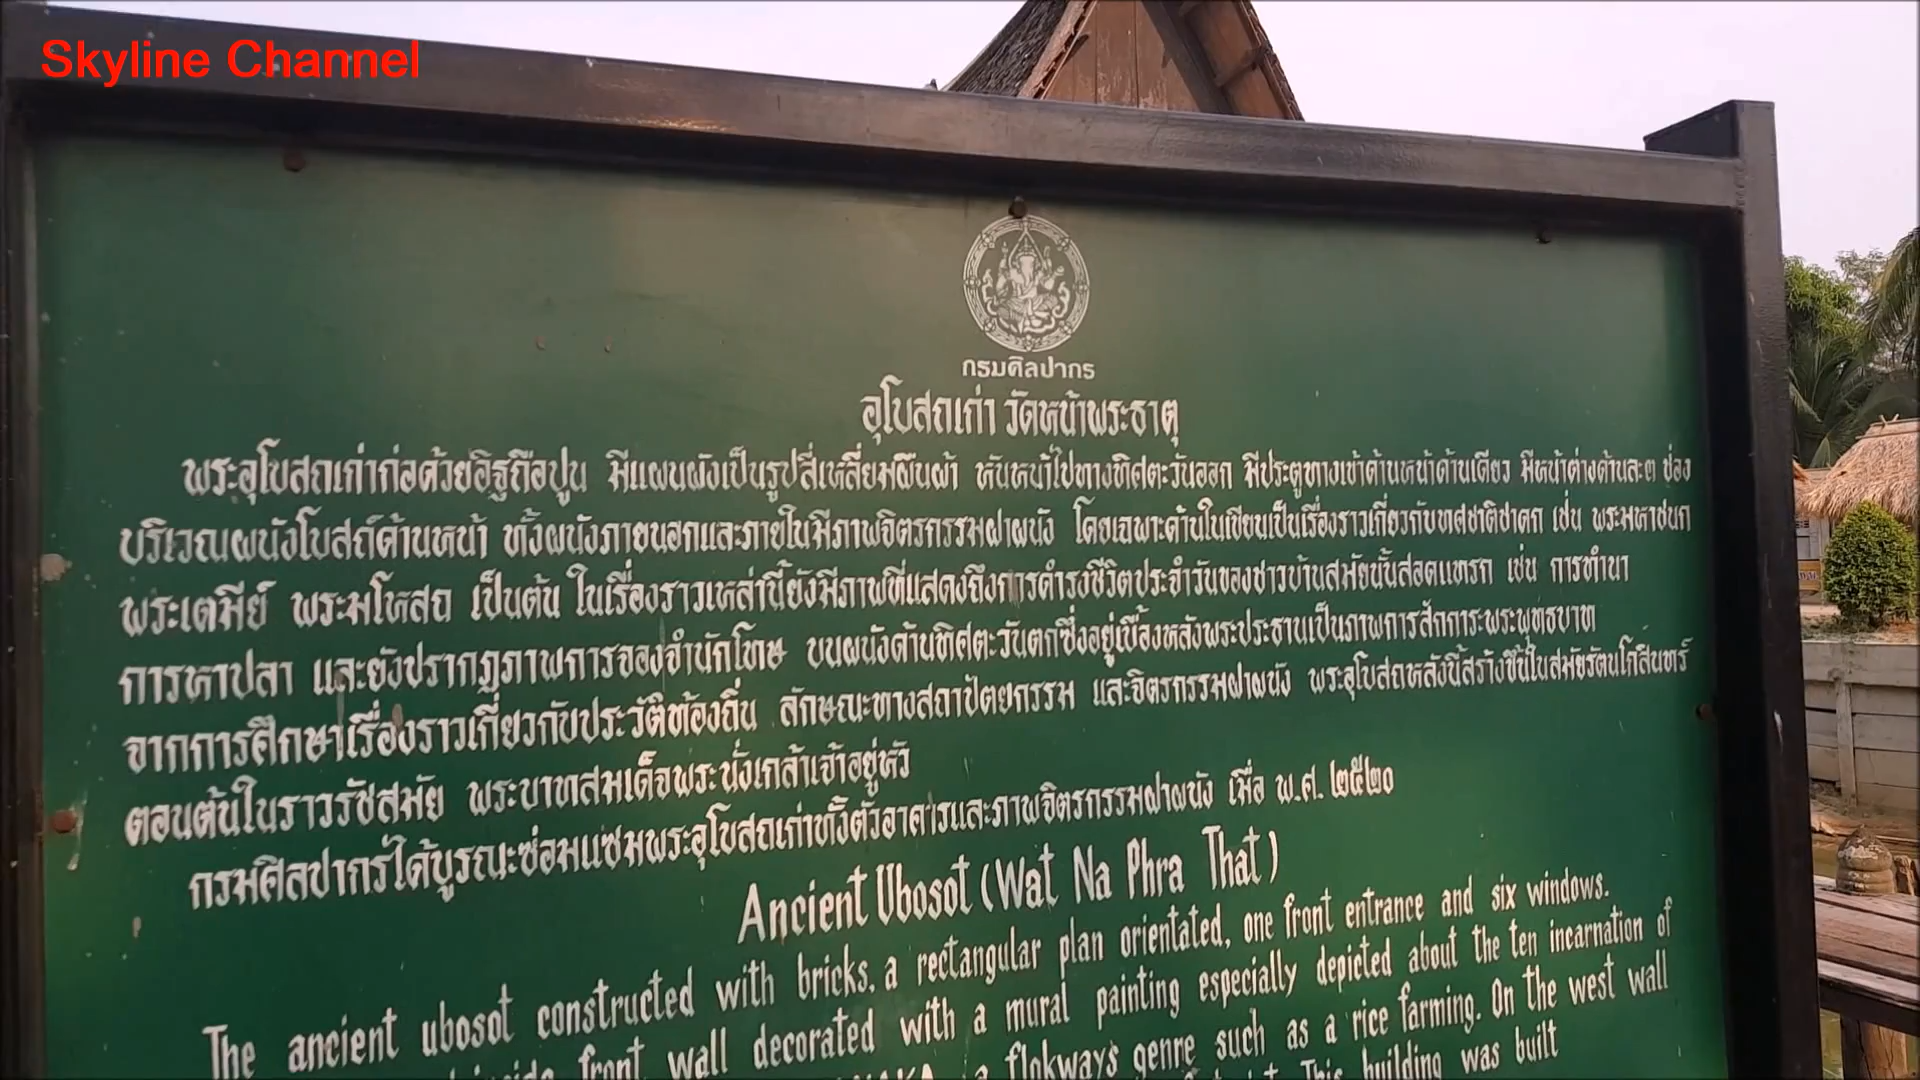 Skyline Channel
กรมศิลปากร
อุโบสถเก่า วัดหน้าพระธาตุ
พระอุโบสถเก่าก่อด้วยอิฐถือปูน มีแผนผังเป็นรูปสี่เหลี่ยมผืนผ้า หันหน้าไปทางทิศตะวันออก มีประตูทางเข้าด้านหน้าด้านเดียว มีหน้าต่างด้านละ ๓ ช่อง
บริเวณผนังโบสถ์ด้านหน้า ทั้งผนังภายนอกและภายในมีภาพจิตรกรรมฝาผนัง โดยเฉพาะด้านในเขียนเป็นเรื่องราวเกี่ยวกับทศชาติชาดก เช่น พระมหาชนก
พระเตมีย์ พระมโหสถ เป็นต้น ในเรื่องราวเหล่านี้ยังมีภาพที่แสดงถึงการดำรงชีวิตประจำวันของชาวบ้านสมัยนั้นสอดแทรก เช่น การทำนา
การหาปลา และยังปรากฏภาพการจองจำนักโทษ บนผนังด้านทิศตะวันตกซึ่งอยู่เบื้องหลังพระประธานเป็นภาพการสักการะพระพุทธบาท
จากการศึกษาเรื่องราวเกี่ยวกับประวัติท้องถิ่น ลักษณะทางสถาปัตยกรรม และจิตรกรรมฝาผนัง พระอุโบสถหลังนี้สร้างขึ้นในสมัยรัตนโกสินทร์
ตอนต้นในราวรัชสมัย พระบาทสมเด็จพระนั่งเกล้าเจ้าอยู่หัว
กรมศิลปากรได้บูรณะซ่อมแซมพระอุโบสถเก่าทั้งตัวอาคารและภาพจิตรกรรมฝาผนัง เมื่อ พ.ศ. ๒๕๒๐
Ancient Ubosot (Wat Na Phra That)
The ancient ubosot constructed with bricks, a rectangular plan orientated, one front entrance and six windows.
front wall decorated with a mural painting especially depicted about the ten incarnation of
a flokways genre such as a rice farming. On the west wall
This building was built